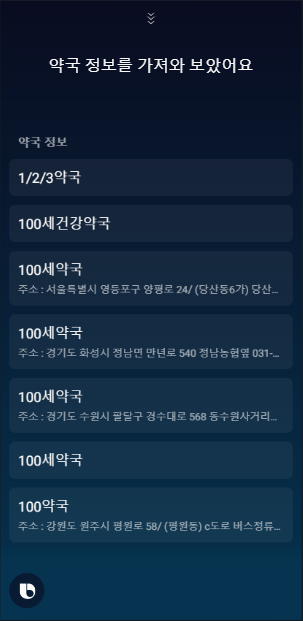 약국 정보를 가져와 보았어요
약국 정보
1/2/3약국
100세건강약국
100세약국
주소 : 서울특별시 영등포구 양평로 24/ (당산동6가) 당산...
100세약국
주소 : 경기도 화성시 정남면 만년로 540 정남농협옆 031-...
100세약국
주소 : 경기도 수원시 팔달구 경수대로 568 동수원사거리...
100세약국
100약국
주소 : 강원도 원주시 평원로 58/ (평원동) c도로 버스정류...